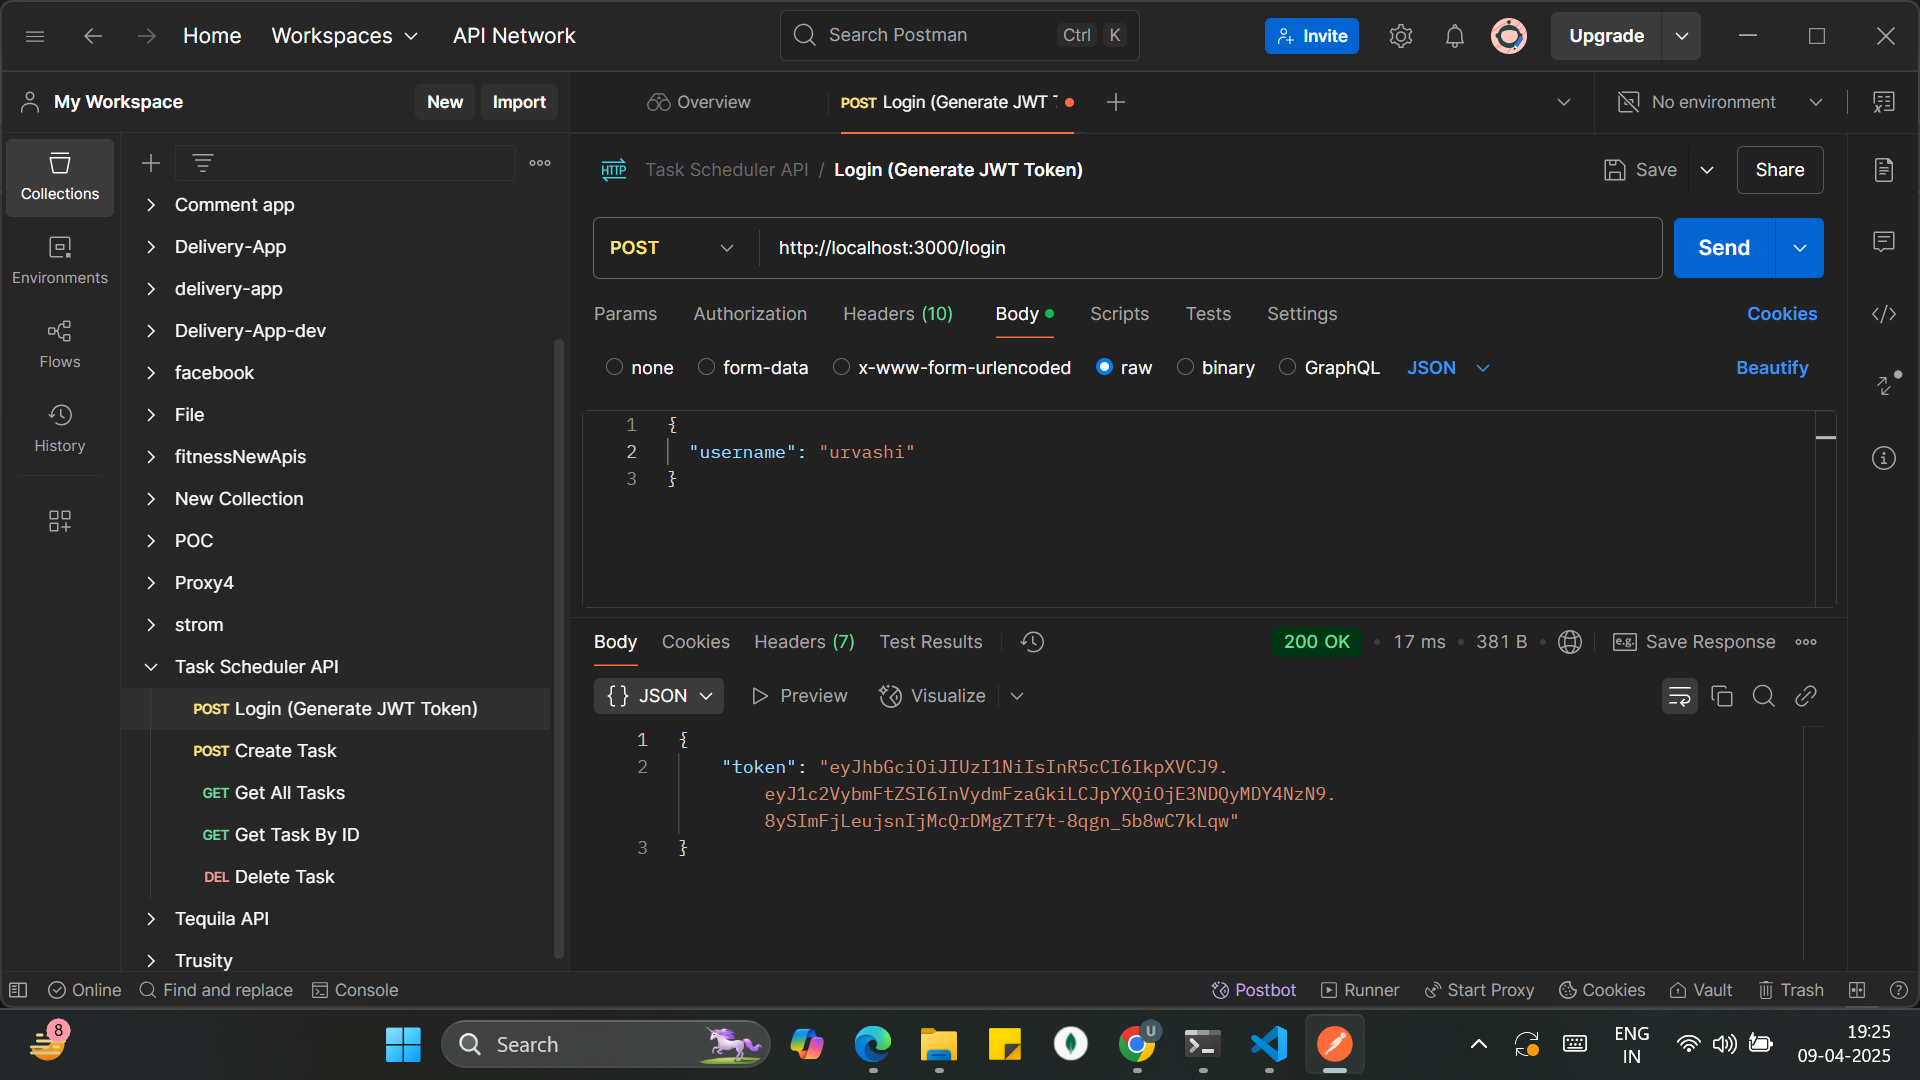 Home
Workspaces
API Network
Search Postman
Ctrl K
Invite
Upgrade
My Workspace
New
Import
Overview
POST Login (Generate JWT
No environment
Collections
Environments
Flows
History
Comment app
Delivery-App
delivery-app
Delivery-App-dev
facebook
File
fitnessNewApis
New Collection
POC
Proxy4
strom
Task Scheduler API
POST Login (Generate JWT Token)
POST Create Task
GET Get All Tasks
GET Get Task By ID
DEL Delete Task
Tequila API
Trusity
HTTP
Task Scheduler API / Login (Generate JWT Token)
Save
Share
POST
http://localhost:3000/login
Send
Params
Authorization
Headers (10)
Body
Scripts
Tests
Settings
Cookies
none
form-data
x-www-form-urlencoded
raw
binary
GraphQL
JSON
Beautify
1 {
2 "username": "urvashi"
3 }
Body
Cookies
Headers (7)
Test Results
200 OK
17 ms
381 B
e.g.
Save Response
{} JSON
Preview
Visualize
1 {
2 "token": "eyJhbGciOiJIUzI1NiIsInR5cCI6IkpXVCJ9.
eyJ1c2VybmFtZSI6InVydmFzaGkiLCJpYXQiOjE3NDQyMDY4NzN9.
8ySImFjLeujsnIjMcQrDMgZTf7t-8qgn_5b8wC7kLqw"
3 }
Online
Find and replace
Console
Postbot
Runner
Start Proxy
Cookies
Vault
Trash
8
Search
U
ENG
IN
19:25
09-04-2025